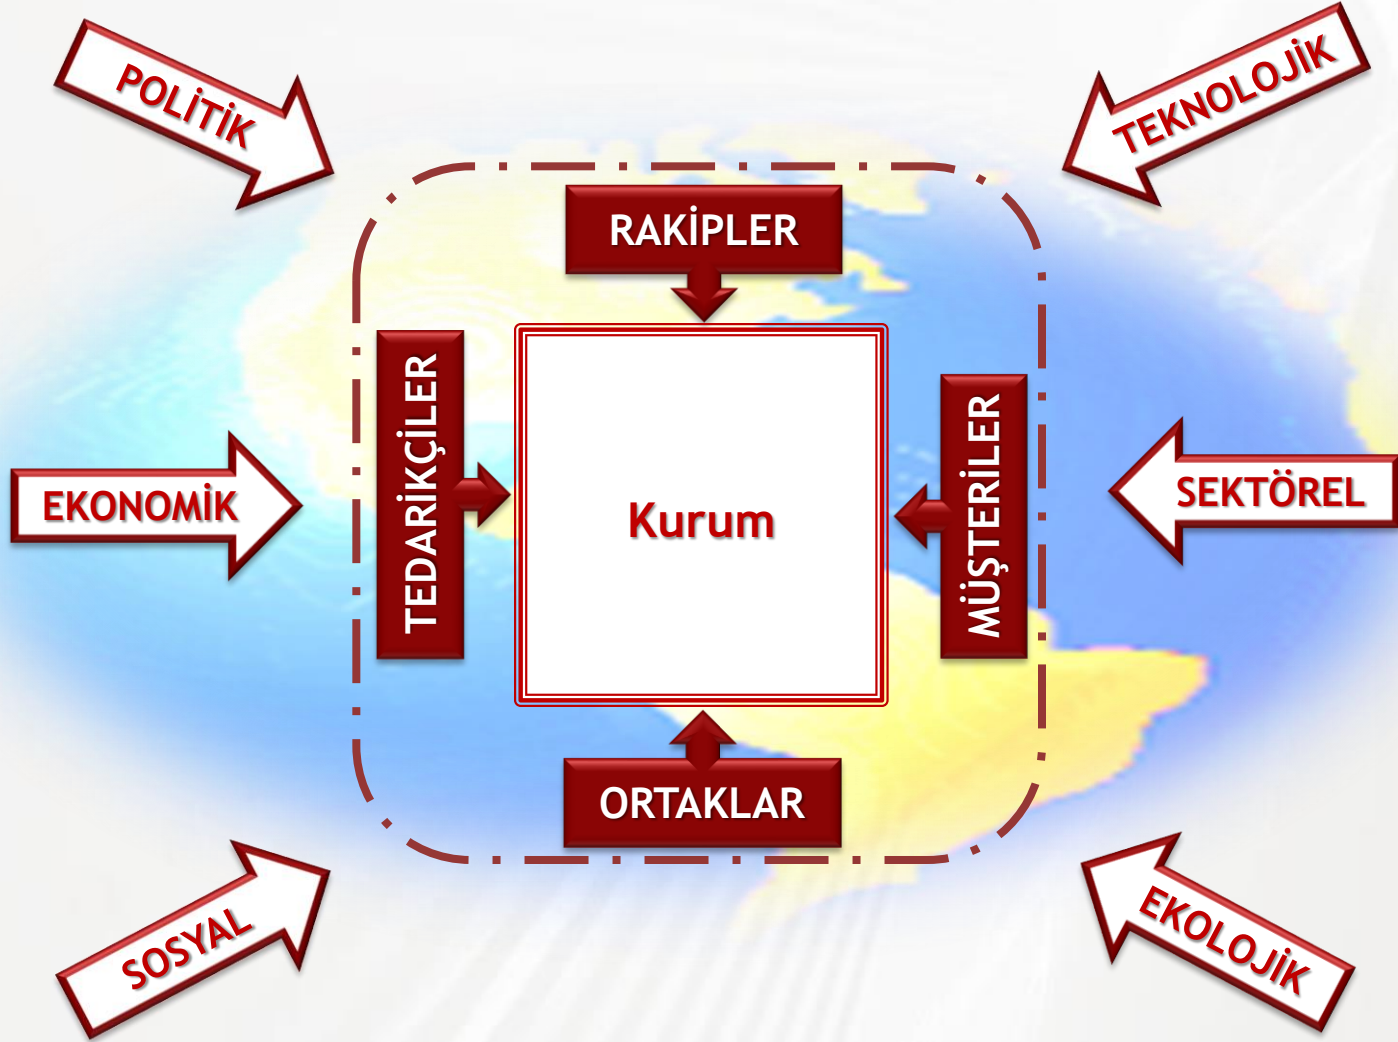 POLİTİK
TEKNOLOJİK
RAKİPLER
TEDARİKÇİLER
MÜŞTERİLER
EKONOMİK
Kurum
SEKTÖREL
ORTAKLAR
SOSYAL
EKOLOJİK